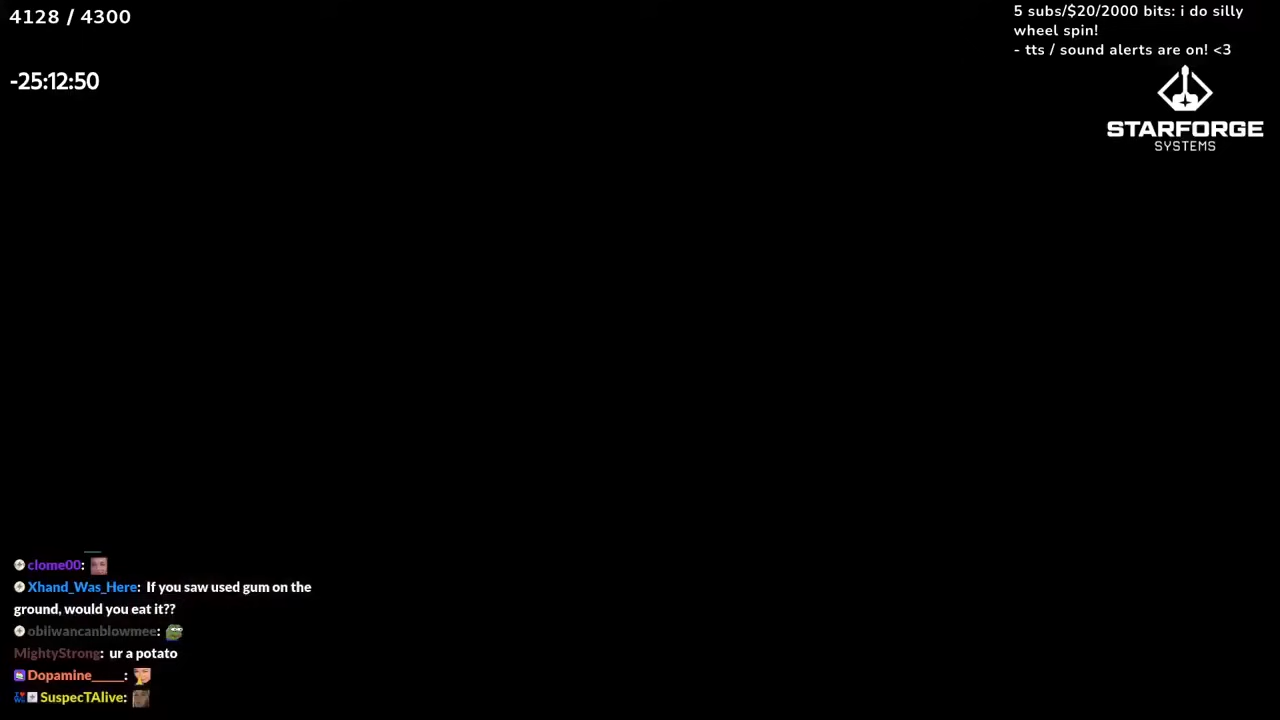 4128 / 4300
5 subs/$20/2000 bits: i do silly
wheel spin!
- tts / sound alerts are on! <3
-25:12:50
STARFORGE
SYSTEMS
clome00:
Xhand_Was_Here: If you saw used gum on the
ground, would you eat it??
obiiwancanblowmee:
MightyStrong: ur a potato
Dopamine_____:
SuspecTAlive: